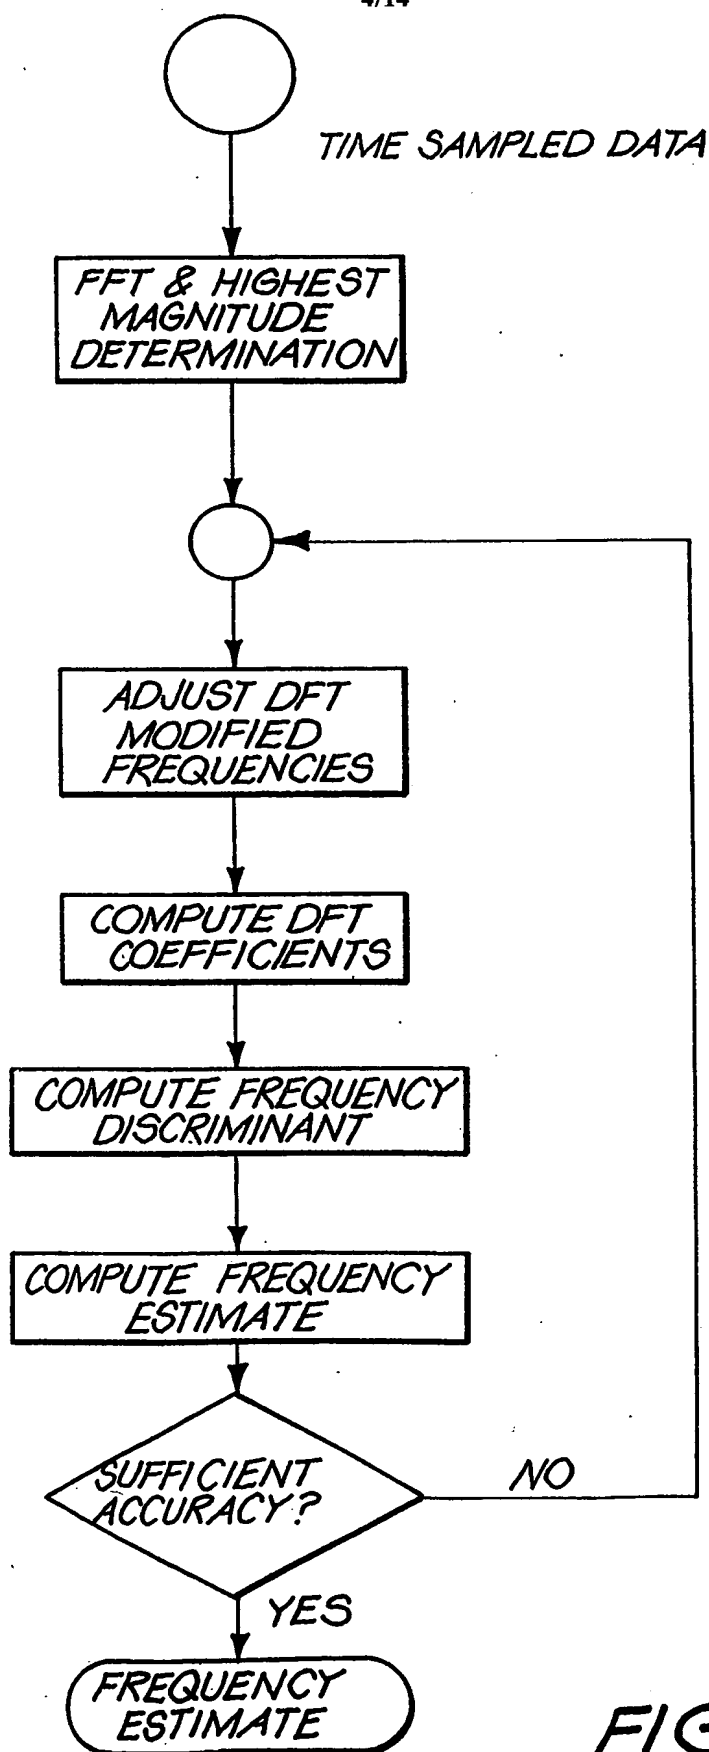 4/14
TIME SAMPLED DATA
FFT & HIGHEST
MAGNITUDE
DETERMINATION
ADJUST DFT
MODIFIED
FREQUENCIES
COMPUTE DFT
COEFFICIENTS
COMPUTE FREQUENCY
DISCRIMINANT
COMPUTE FREQUENCY
ESTIMATE
SUFFICIENT
ACCURACY?
NO
YES
FREQUENCY
ESTIMATE